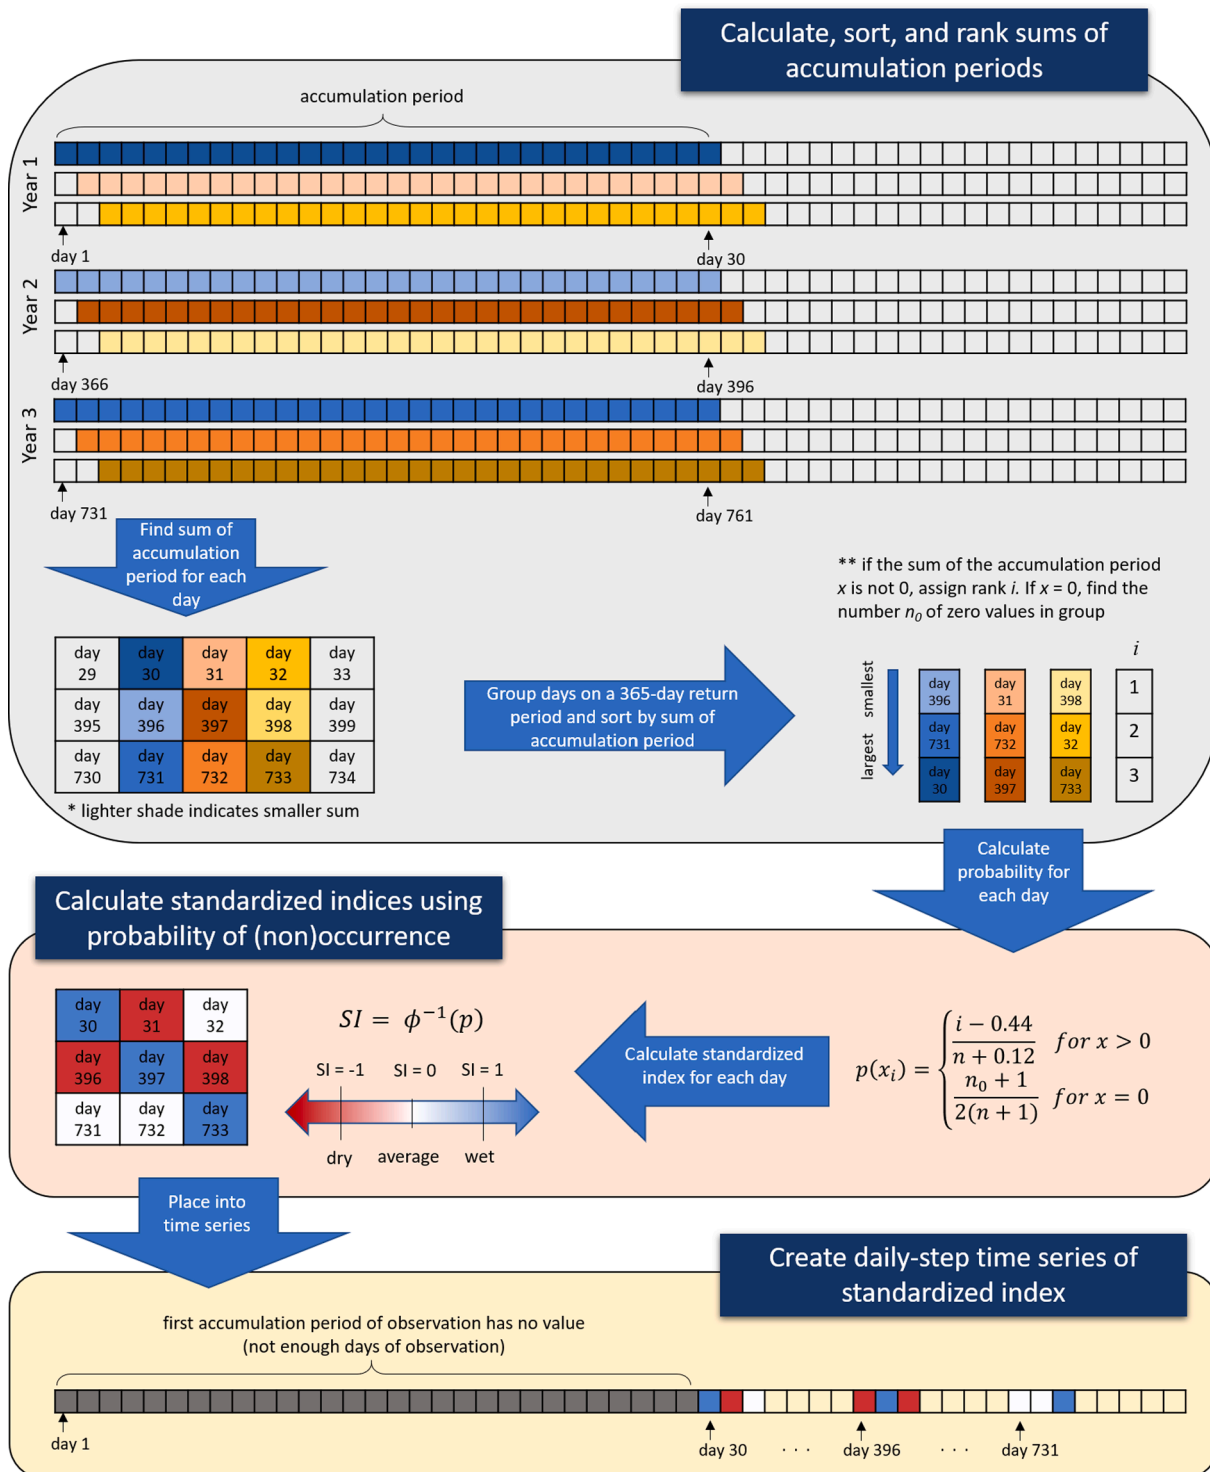 Calculate, sort, and rank sums of
accumulation periods
accumulation period
Year 1
day 1
day 30
Year 2
day 366
day 396
Year 3
day 731
day 761
Find sum of
accumulation
period for each
day
** if the sum of the accumulation period
x is not 0, assign rank i. If x = 0, find the
number n₀ of zero values in group
day 29
day 30
day 31
day 32
day 33
day 395
day 396
day 397
day 398
day 399
day 730
day 731
day 732
day 733
day 734
* lighter shade indicates smaller sum
Group days on a 365-day return
period and sort by sum of
accumulation period
smallest
largest
i
day 396
day 31
day 398
1
day 731
day 732
day 32
2
day 30
day 397
day 733
3
Calculate
probability for
each day
Calculate standardized indices using
probability of (non)occurrence
day 30
day 31
day 32
day 396
day 397
day 398
day 731
day 732
day 733
SI = ϕ⁻¹(p)
SI = -1
SI = 0
SI = 1
dry
average
wet
Calculate standardized
index for each day
p(xᵢ) = { (i − 0.44)/(n + 0.12) for x > 0
(n₀ + 1)/(2(n + 1)) for x = 0
Place into
time series
Create daily-step time series of
standardized index
first accumulation period of observation has no value
(not enough days of observation)
day 1
day 30
. . .
day 396
. . .
day 731